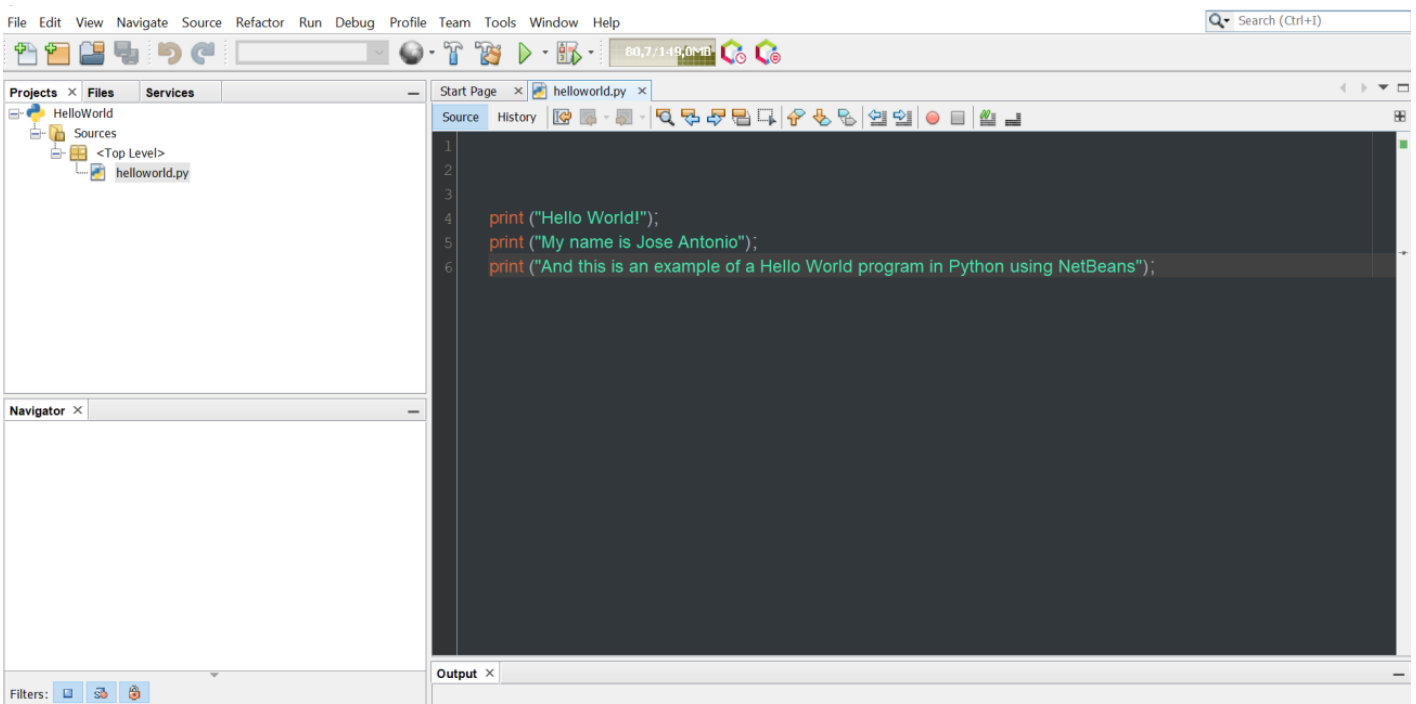 File Edit View Navigate Source Refactor Run Debug Profile Team Tools Window Help
Search (Ctrl+I)
80,7/149,0MB
Projects Files Services
HelloWorld
Sources
<Top Level>
helloworld.py
Navigator
Filters:
Start Page helloworld.py
Source History
1
2
3
4 print ("Hello World!");
5 print ("My name is Jose Antonio");
6 print ("And this is an example of a Hello World program in Python using NetBeans");
Output